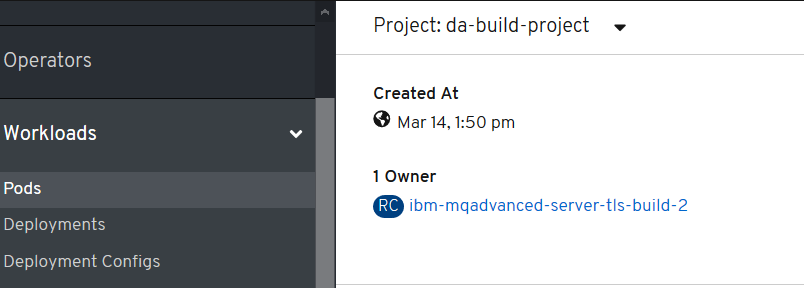 Operators
Workloads
Pods
Deployments
Deployment Configs
Project: da-build-project
Created At
Mar 14, 1:50 pm
1 Owner
RC ibm-mqadvanced-server-tls-build-2